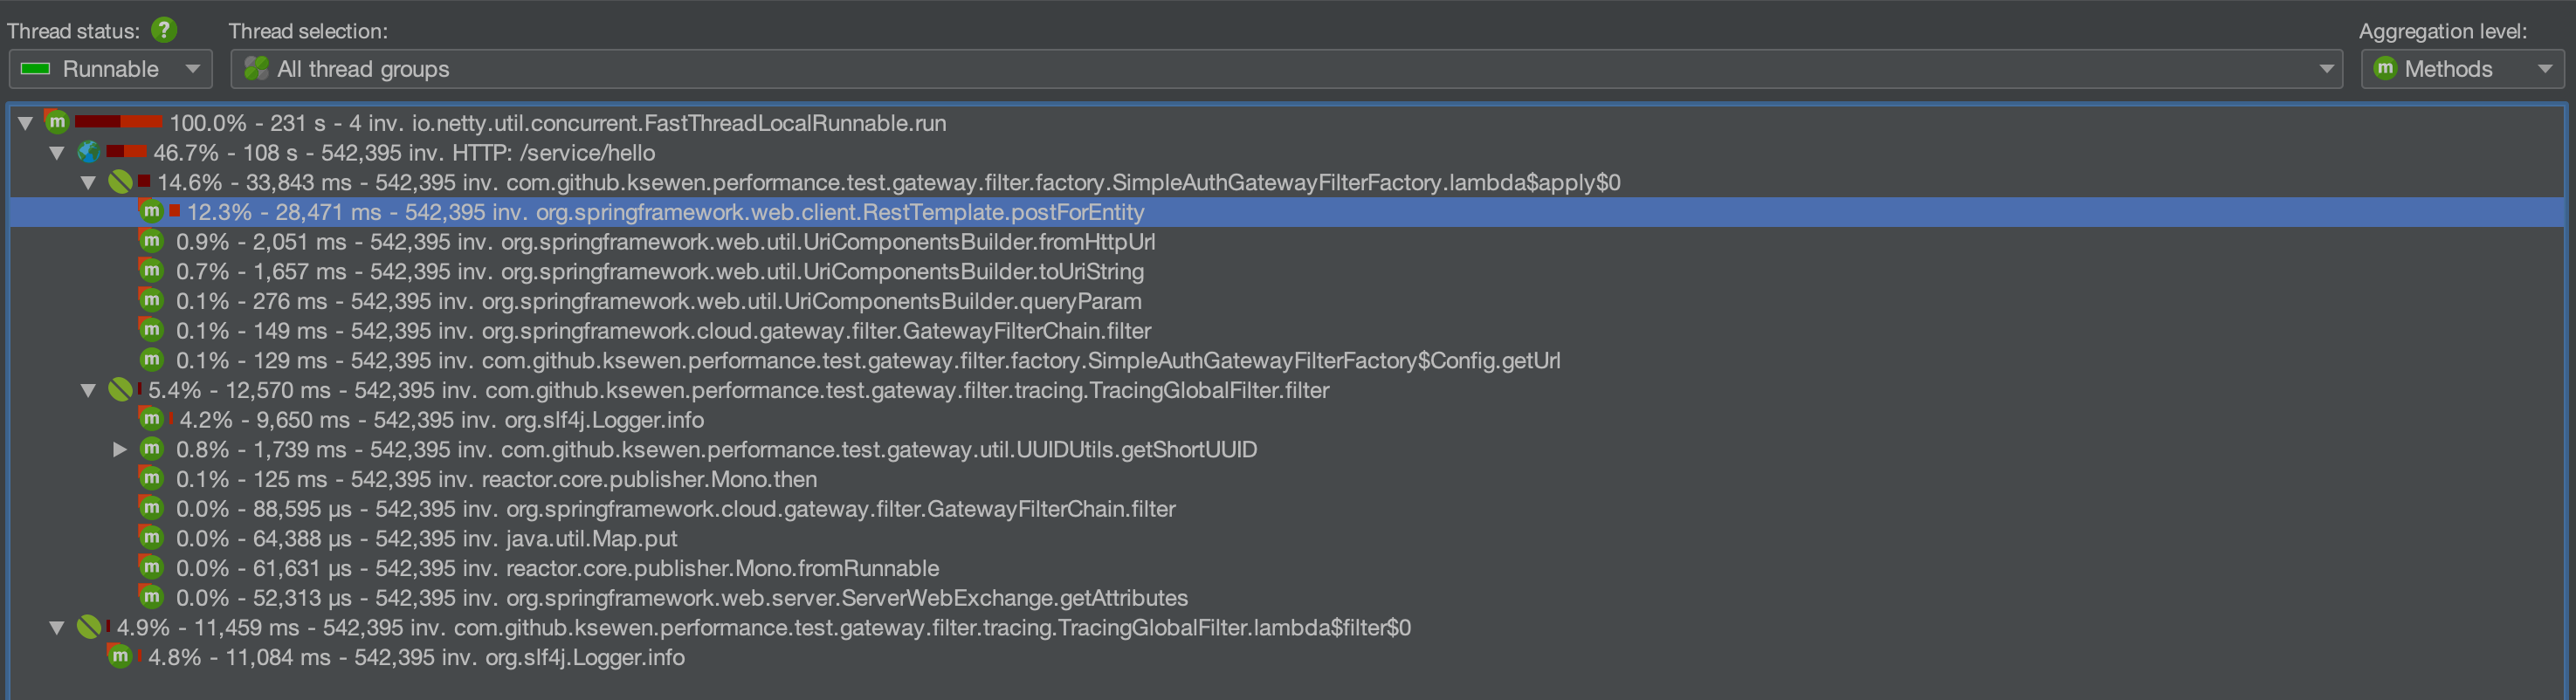 Thread status: ? Thread selection: Aggregation level:
Runnable All thread groups m Methods
m 100.0% - 231 s - 4 inv. io.netty.util.concurrent.FastThreadLocalRunnable.run
46.7% - 108 s - 542,395 inv. HTTP: /service/hello
14.6% - 33,843 ms - 542,395 inv. com.github.ksewen.performance.test.gateway.filter.factory.SimpleAuthGatewayFilterFactory.lambda$apply$0
m 12.3% - 28,471 ms - 542,395 inv. org.springframework.web.client.RestTemplate.postForEntity
m 0.9% - 2,051 ms - 542,395 inv. org.springframework.web.util.UriComponentsBuilder.fromHttpUrl
m 0.7% - 1,657 ms - 542,395 inv. org.springframework.web.util.UriComponentsBuilder.toUriString
m 0.1% - 276 ms - 542,395 inv. org.springframework.web.util.UriComponentsBuilder.queryParam
m 0.1% - 149 ms - 542,395 inv. org.springframework.cloud.gateway.filter.GatewayFilterChain.filter
m 0.1% - 129 ms - 542,395 inv. com.github.ksewen.performance.test.gateway.filter.factory.SimpleAuthGatewayFilterFactory$Config.getUrl
5.4% - 12,570 ms - 542,395 inv. com.github.ksewen.performance.test.gateway.filter.tracing.TracingGlobalFilter.filter
m 4.2% - 9,650 ms - 542,395 inv. org.slf4j.Logger.info
m 0.8% - 1,739 ms - 542,395 inv. com.github.ksewen.performance.test.gateway.util.UUIDUtils.getShortUUID
m 0.1% - 125 ms - 542,395 inv. reactor.core.publisher.Mono.then
m 0.0% - 88,595 µs - 542,395 inv. org.springframework.cloud.gateway.filter.GatewayFilterChain.filter
m 0.0% - 64,388 µs - 542,395 inv. java.util.Map.put
m 0.0% - 61,631 µs - 542,395 inv. reactor.core.publisher.Mono.fromRunnable
m 0.0% - 52,313 µs - 542,395 inv. org.springframework.web.server.ServerWebExchange.getAttributes
4.9% - 11,459 ms - 542,395 inv. com.github.ksewen.performance.test.gateway.filter.tracing.TracingGlobalFilter.lambda$filter$0
m 4.8% - 11,084 ms - 542,395 inv. org.slf4j.Logger.info